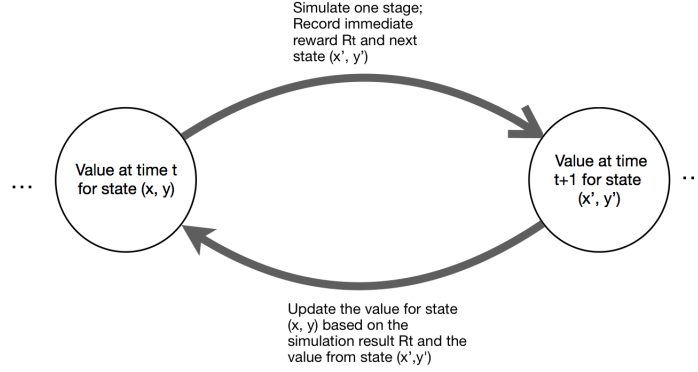 Simulate one stage;
Record immediate
reward Rt and next
state (x’, y’)
Value at time t
for state (x, y)
...
Value at time
t+1 for state
(x’, y’)
..
Update the value for state
(x, y) based on the
simulation result Rt and the
value from state (x’,y')